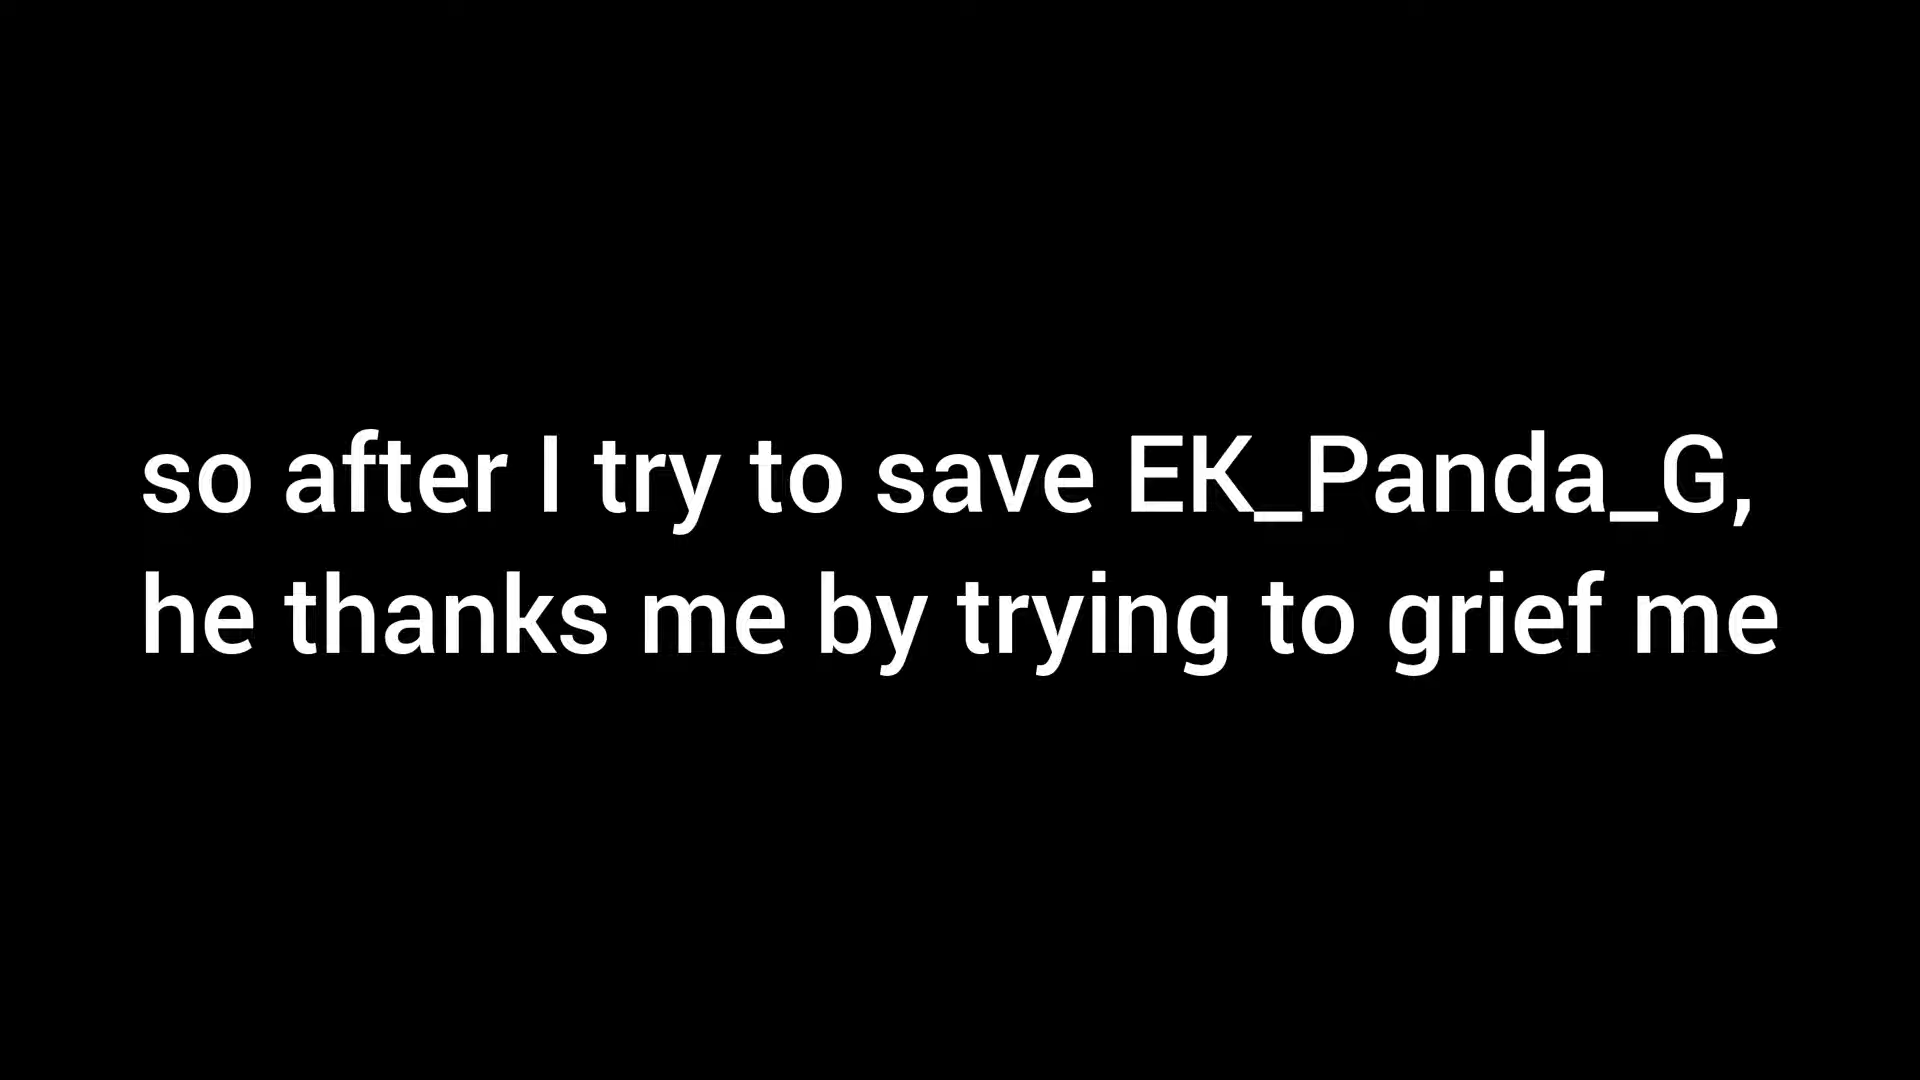 so after I try to save EK_Panda_G,
he thanks me by trying to grief me